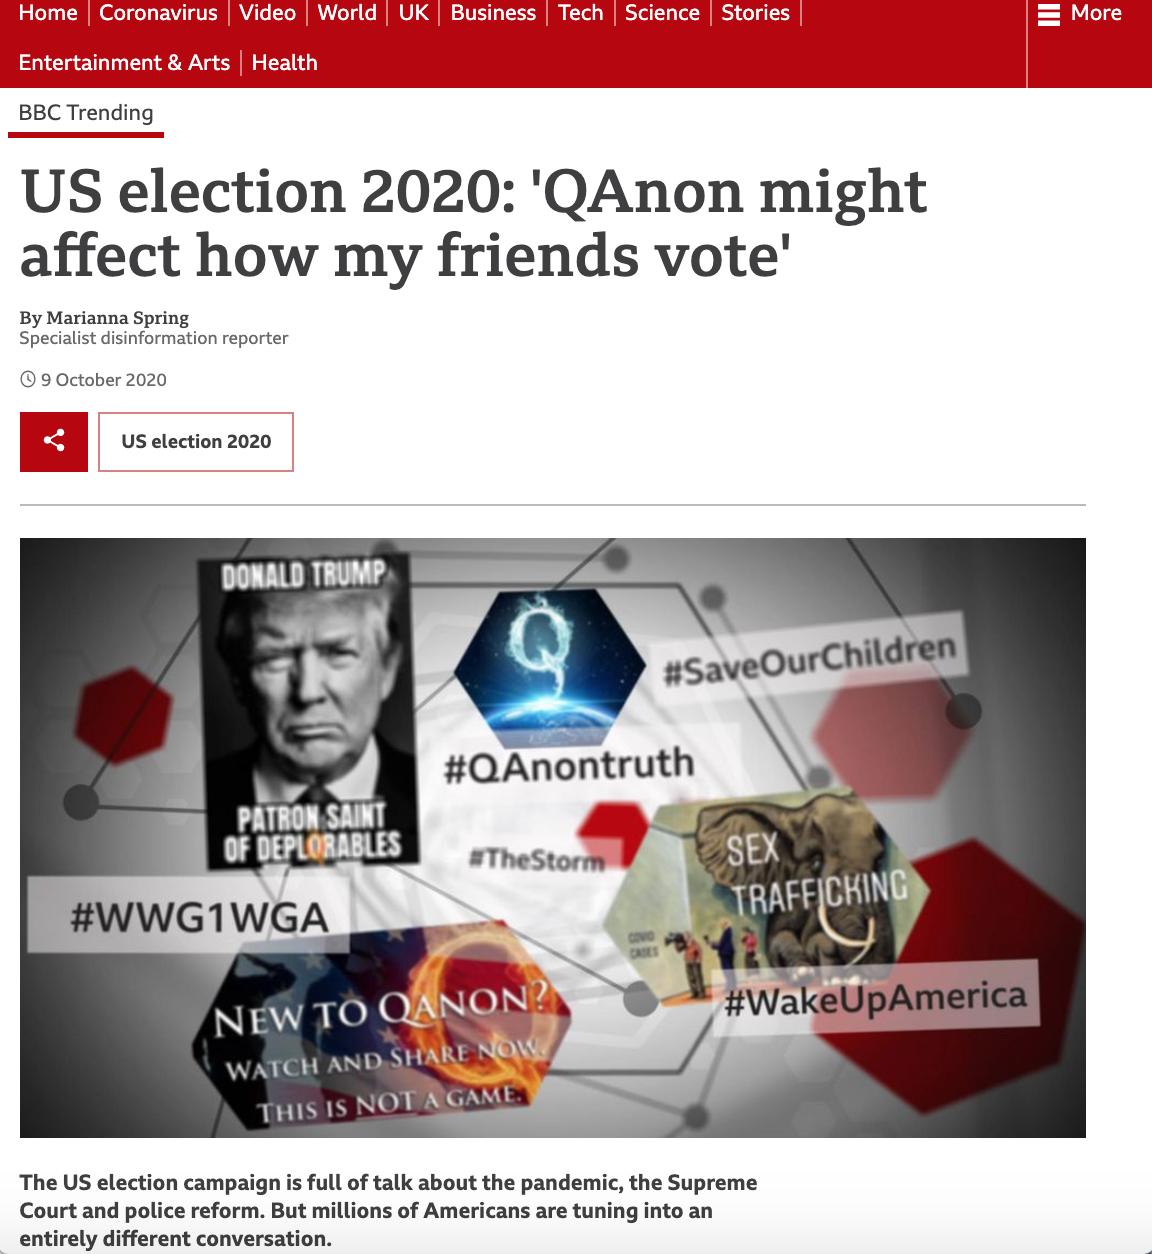 Home
Coronavirus
Video
World
UK
Business
Tech
Science
Stories
More
Entertainment & Arts
Health
BBC Trending
US election 2020: 'QAnon might
affect how my friends vote'
By Marianna Spring
Specialist disinformation reporter
9 October 2020
US election 2020
DONALD TRUMP
PATRON SAINT
OF DEPLORABLES
Q
#SaveOurChildren
#QAnontruth
#TheStorm
SEX
TRAFFICKING
COVID
CASES
#WWG1WGA
#WakeUpAmerica
NEW TO QANON?
WATCH AND SHARE NOW.
THIS IS NOT A GAME.
The US election campaign is full of talk about the pandemic, the Supreme
Court and police reform. But millions of Americans are tuning into an
entirely different conversation.